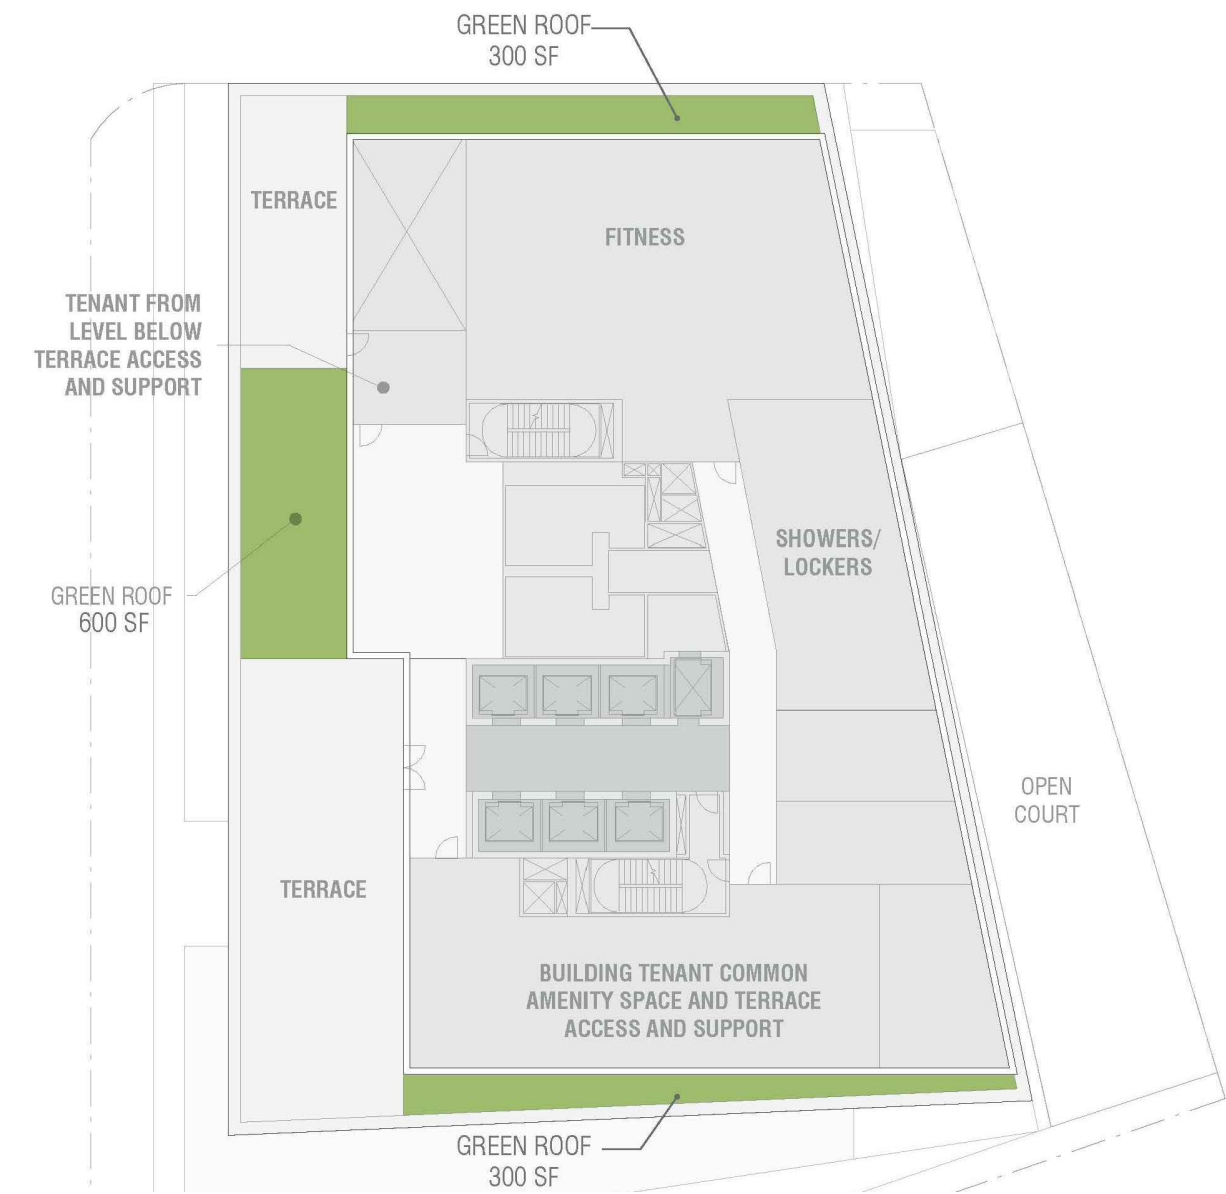 GREEN ROOF
300 SF
TERRACE
FITNESS
TENANT FROM
LEVEL BELOW
TERRACE ACCESS
AND SUPPORT
SHOWERS/
LOCKERS
GREEN ROOF
600 SF
OPEN
COURT
TERRACE
BUILDING TENANT COMMON
AMENITY SPACE AND TERRACE
ACCESS AND SUPPORT
GREEN ROOF
300 SF